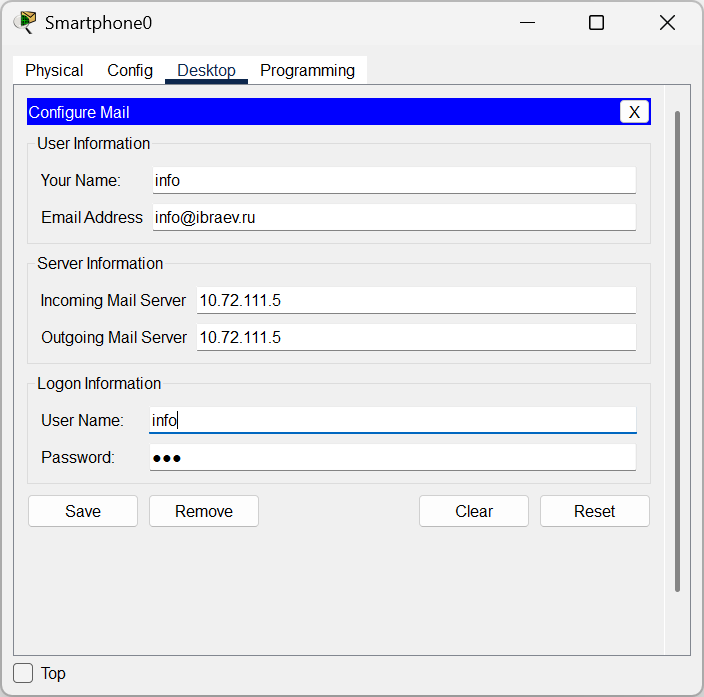 Smartphone0
Physical Config Desktop Programming
Configure Mail X
User Information
Your Name: info
Email Address info@ibraev.ru
Server Information
Incoming Mail Server 10.72.111.5
Outgoing Mail Server 10.72.111.5
Logon Information
User Name: info
Password: ●●●
Save Remove Clear Reset
Top